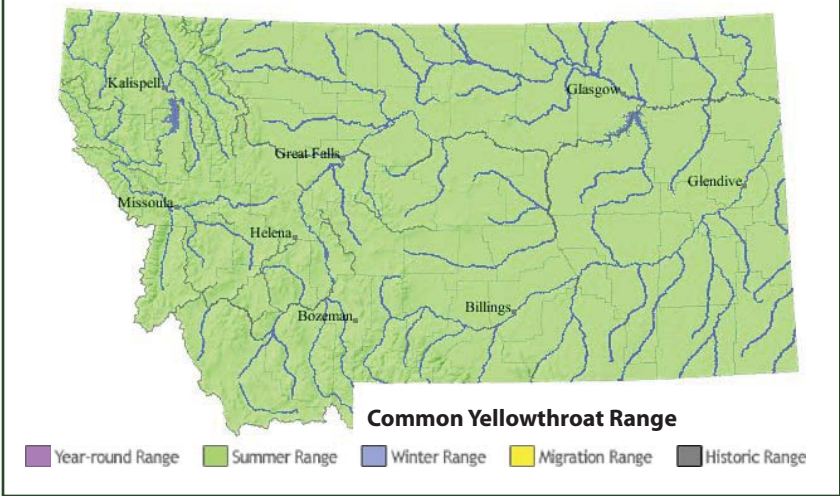 Kalispell
Glasgow
Great Falls
Glendive
Missoula
Helena
Billings
Bozeman
Common Yellowthroat Range
Year-round Range Summer Range Winter Range Migration Range Historic Range